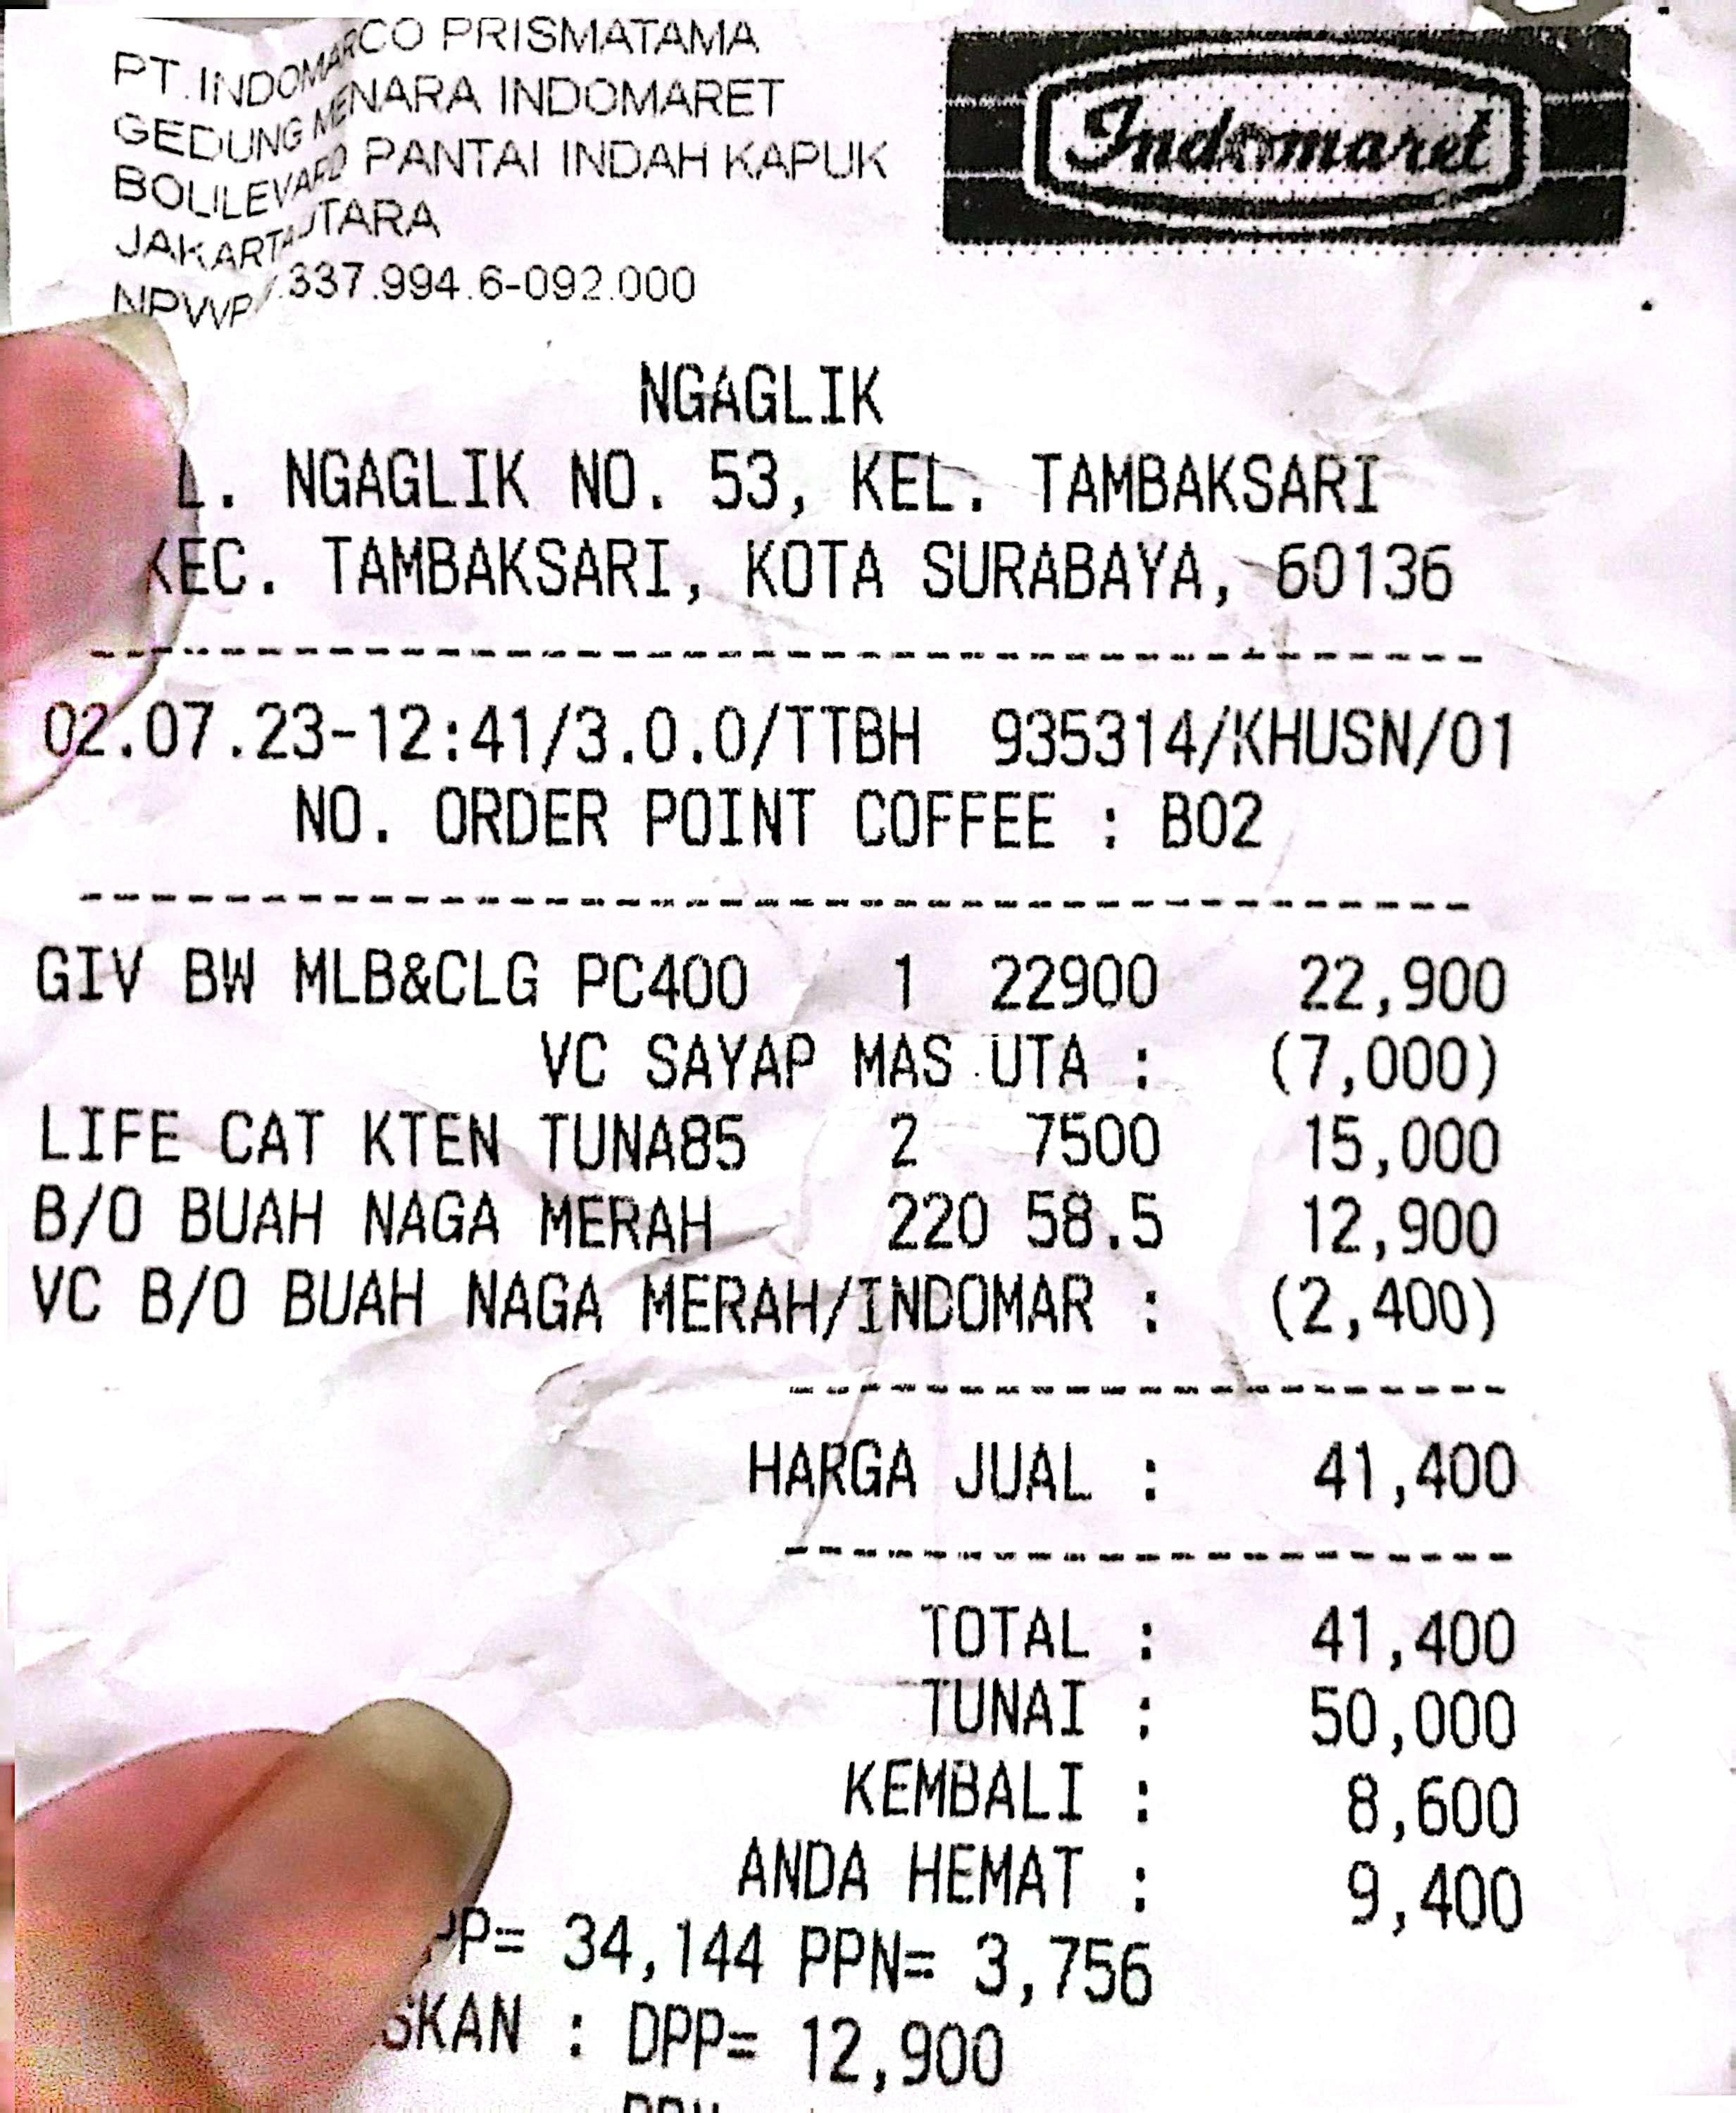 PT.INDOMARCO PRISMATAMA
GEDUNG MENARA INDOMARET
BOULEVARD PANTAI INDAH KAPUK
JAKARTA UTARA
NPWP .337.994.6-092.000
Indomaret
NGAGLIK
L. NGAGLIK NO. 53, KEL. TAMBAKSARI
KEC. TAMBAKSARI, KOTA SURABAYA, 60136
02.07.23-12:41/3.0.0/TTBH 935314/KHUSN/01
NO. ORDER POINT COFFEE : B02
GIV BW MLB&CLG PC400 1 22900 22,900
VC SAYAP MAS UTA : (7,000)
LIFE CAT KTEN TUNA85 2 7500 15,000
B/O BUAH NAGA MERAH 220 58.5 12,900
VC B/O BUAH NAGA MERAH/INDOMAR : (2,400)
HARGA JUAL : 41,400
TOTAL : 41,400
TUNAI : 50,000
KEMBALI : 8,600
ANDA HEMAT : 9,400
PP= 34,144 PPN= 3,756
SKAN : DPP= 12,900